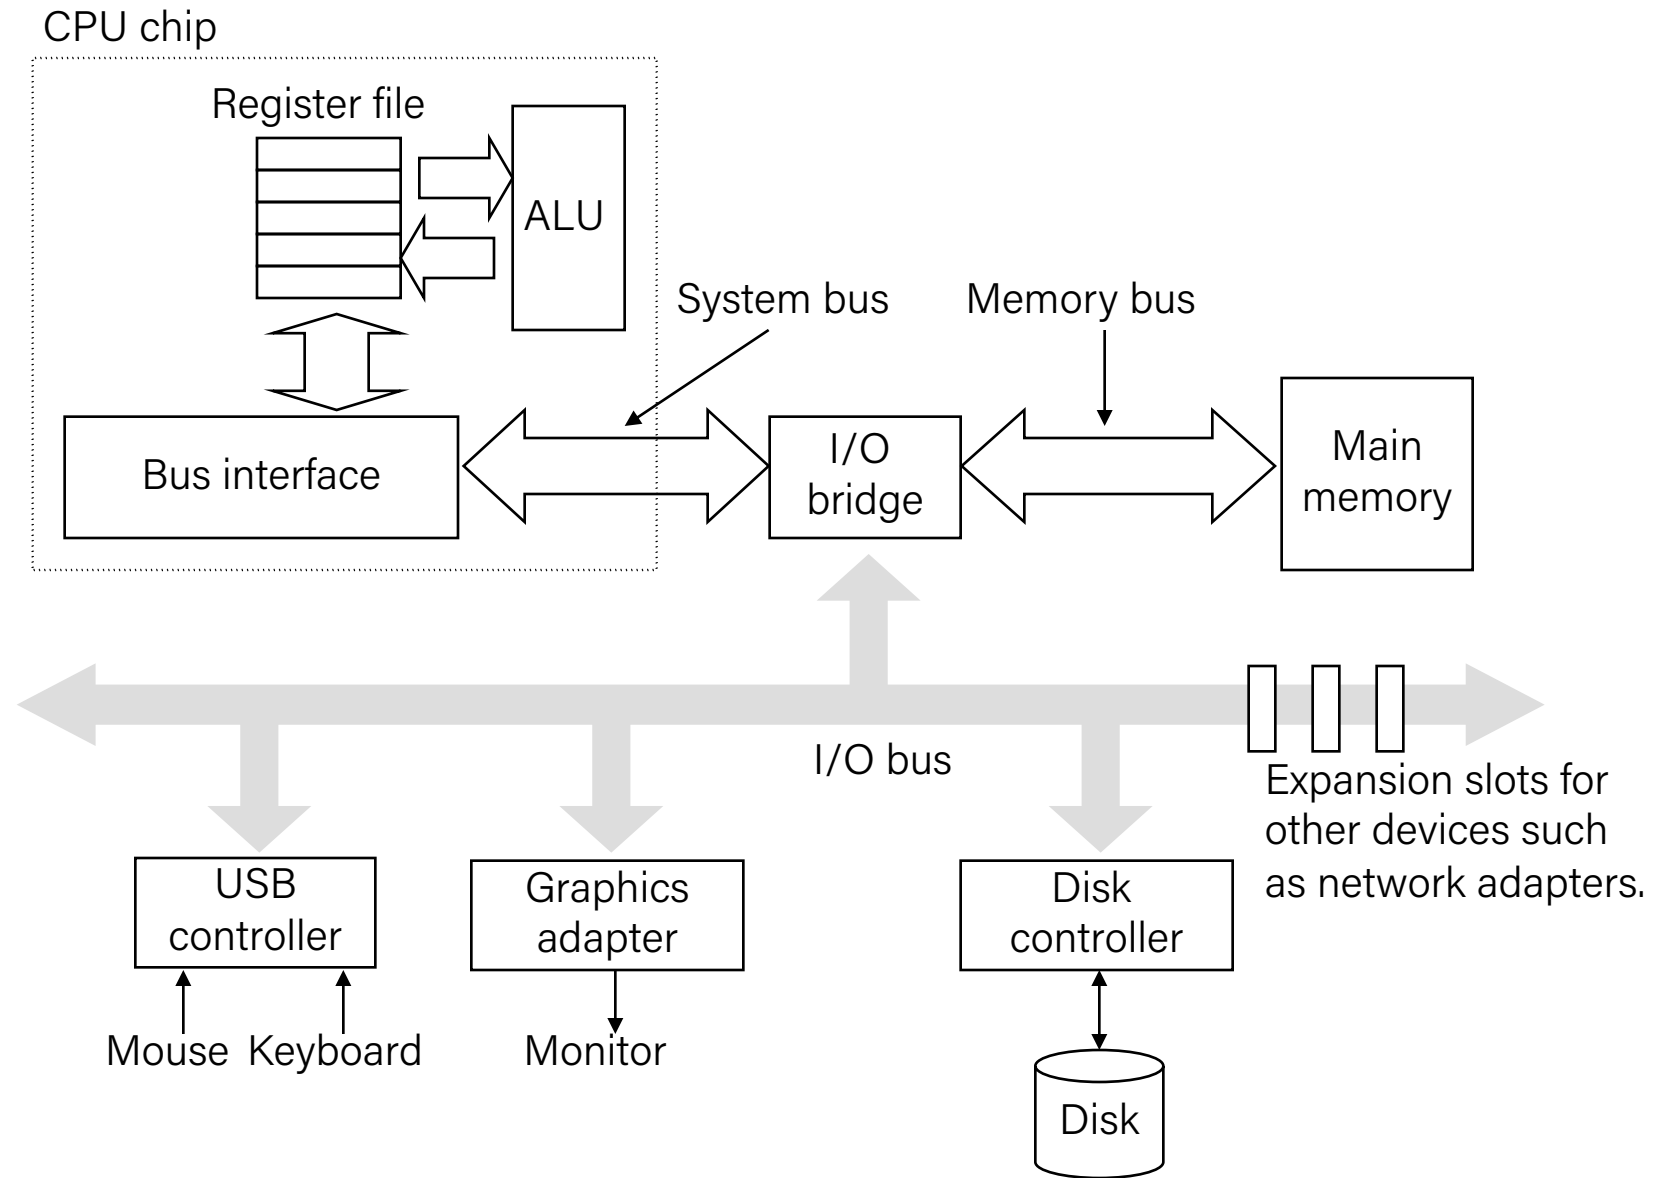 CPU chip
Register file
ALU
System bus
Memory bus
Bus interface
I/O
bridge
Main
memory
I/O bus
Expansion slots for
other devices such
as network adapters.
USB
controller
Graphics
adapter
Disk
controller
Mouse
Keyboard
Monitor
Disk